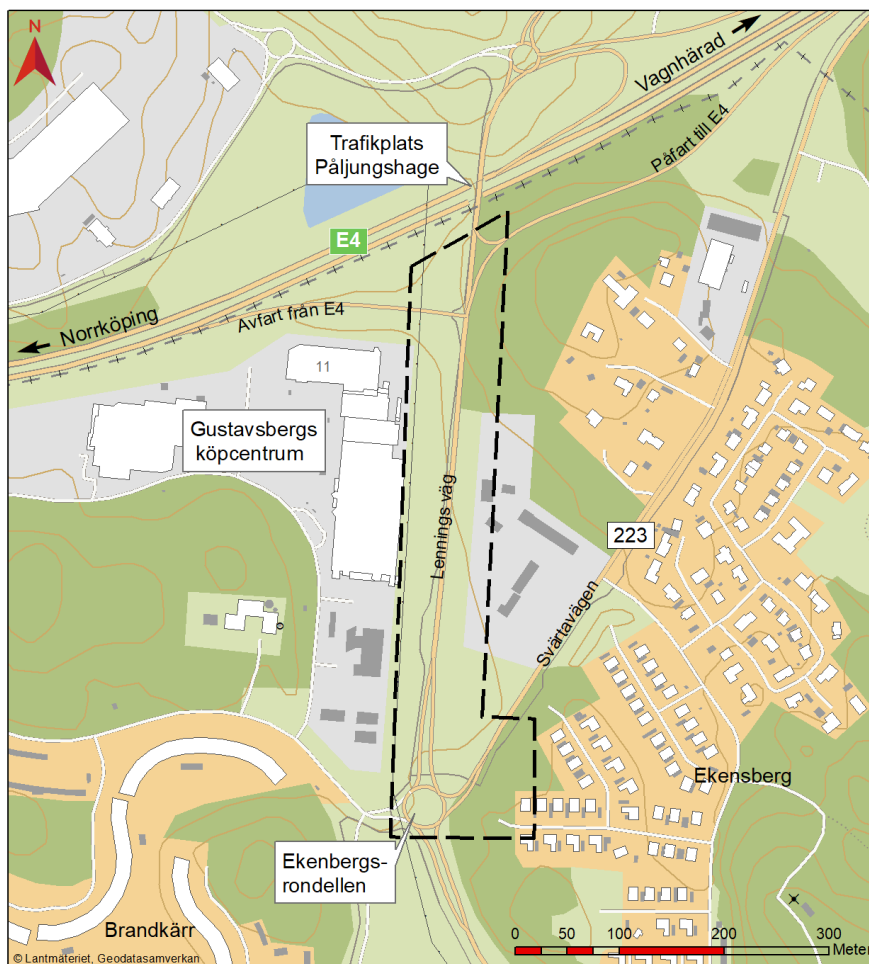 N
Vagnhärad
Trafikplats
Påljungshage
Påfart till E4
E4
Norrköping
Avfart från E4
11
Gustavsbergs
köpcentrum
Lennings väg
223
Svärtavägen
Ekensberg
Ekenbergs-
rondellen
Brandkärr
0 50 100 200 300
Meter
© Lantmäteriet, Geodatasamverkan